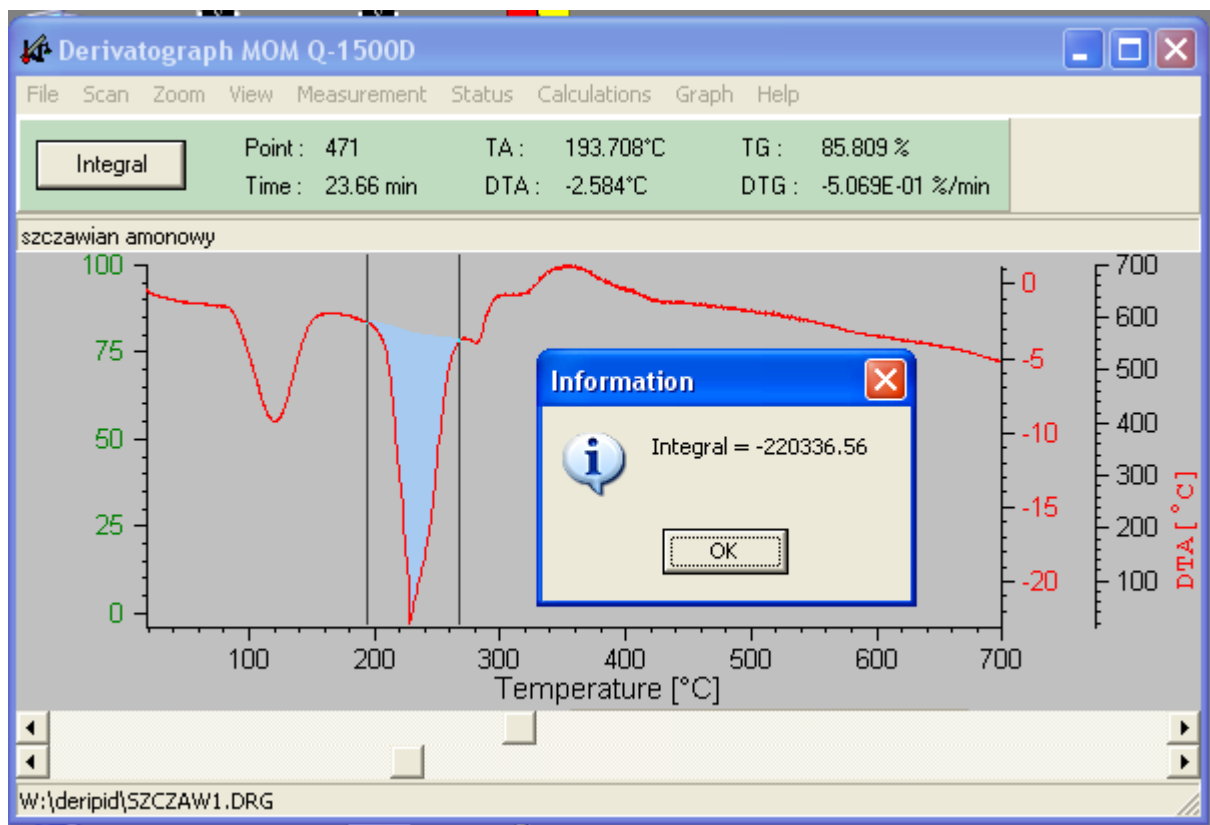 Derivatograph MOM Q-1500D
File Scan Zoom View Measurement Status Calculations Graph Help
Integral
Point : 471 TA : 193.708°C TG : 85.809 %
Time : 23.66 min DTA : -2.584°C DTG : -5.069E-01 %/min
szczawian amonowy
100
75
50
25
0
0
-5
-10
-15
-20
700
600
500
400
300
200
100
DTA[°C]
100 200 300 400 500 600 700
Temperature [°C]
Information
Integral = -220336.56
OK
W:\deripid\SZCZAW1.DRG